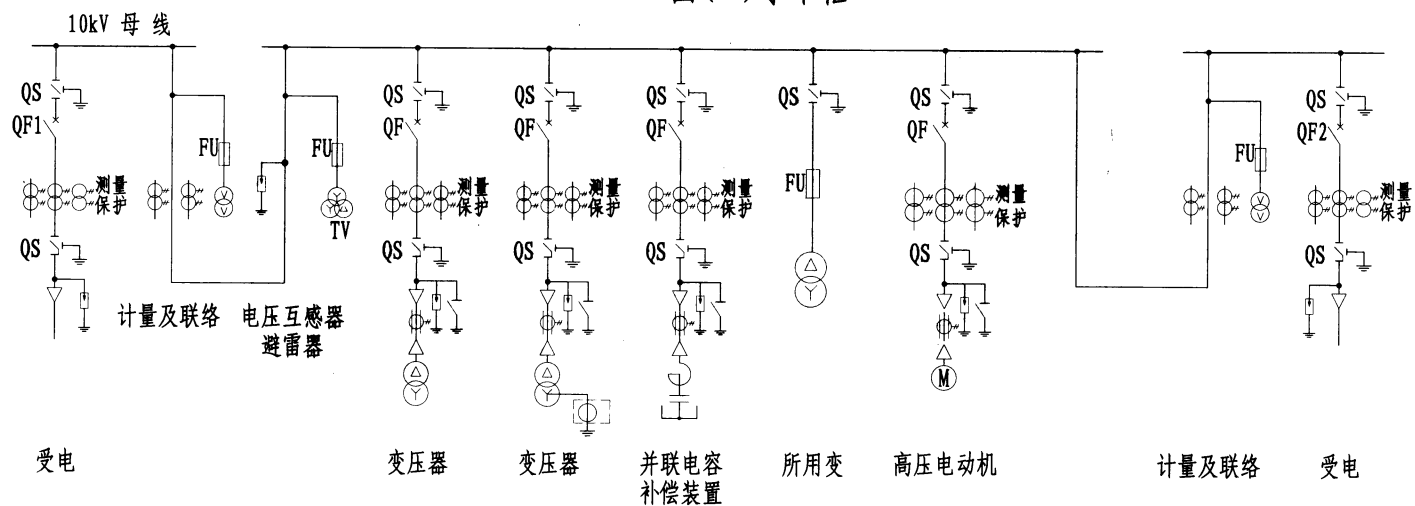 10kV 母线
QS
QF1
测量
保护
QS
受电
FU
计量及联络
FU
TV
电压互感器
避雷器
QS
QF
测量
保护
QS
变压器
QS
QF
测量
保护
QS
变压器
QS
QF
测量
保护
QS
并联电容
补偿装置
QS
FU
所用变
QS
QF
测量
保护
QS
M
高压电动机
FU
计量及联络
QS
QF2
测量
保护
QS
受电